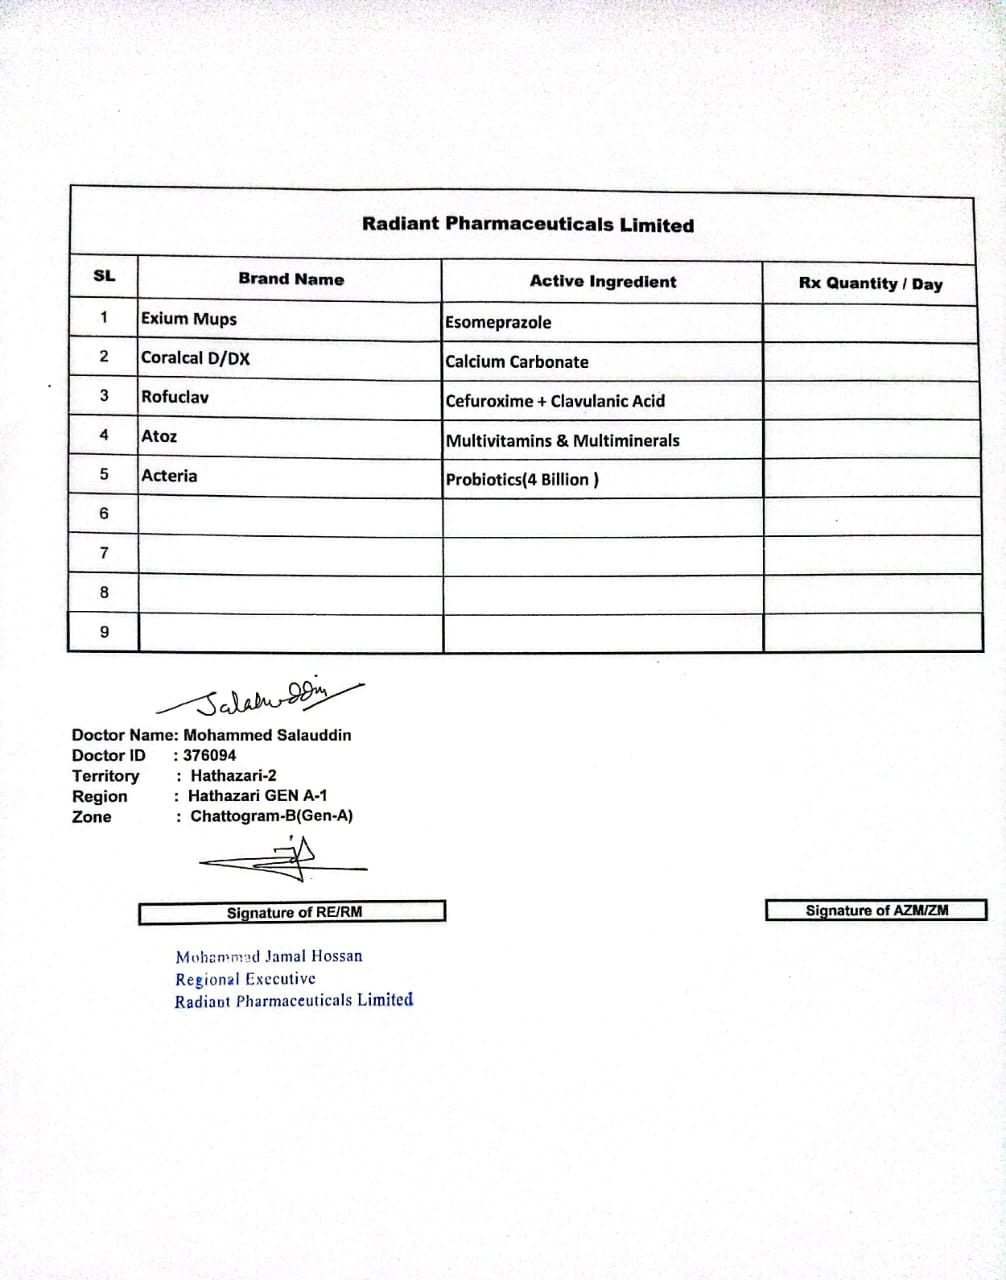 Radiant Pharmaceuticals Limited
SL Brand Name Active Ingredient Rx Quantity / Day
1 Exium Mups Esomeprazole
2 Coralcal D/DX Calcium Carbonate
3 Rofuclav Cefuroxime + Clavulanic Acid
4 Atoz Multivitamins & Multiminerals
5 Acteria Probiotics(4 Billion )
6
7
8
9
Salahuddin
Doctor Name: Mohammed Salauddin
Doctor ID : 376094
Territory : Hathazari-2
Region : Hathazari GEN A-1
Zone : Chattogram-B(Gen-A)
Signature of RE/RM Signature of AZM/ZM
Mohammed Jamal Hossan
Regional Executive
Radiant Pharmaceuticals Limited